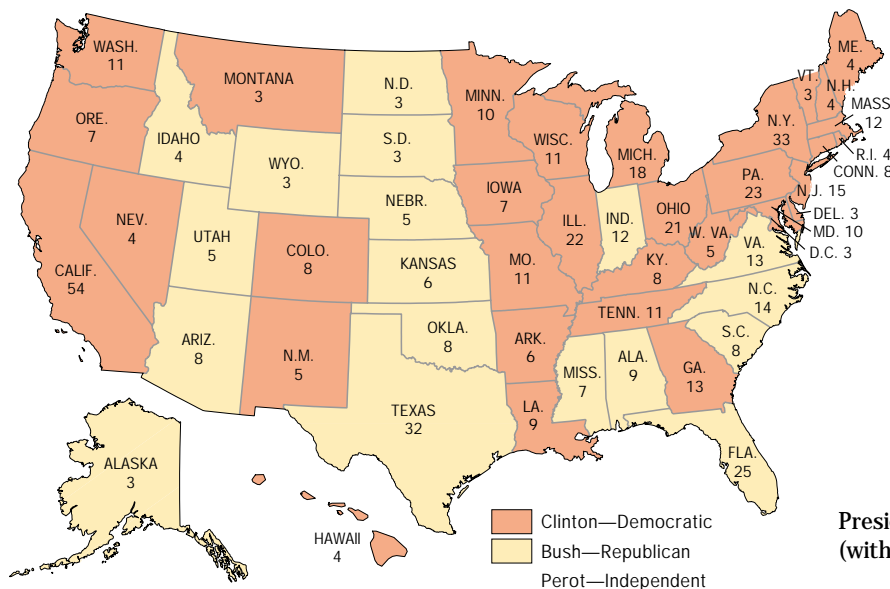 WASH.
11
MONTANA
3
N.D.
3
MINN.
10
ME.
4
VT.
3
N.H.
4
MASS
12
ORE.
7
IDAHO
4
WYO.
3
S.D.
3
WISC.
11
MICH.
18
N.Y.
33
R.I. 4
CONN. 8
PA.
23
N.J. 15
NEV.
4
UTAH
5
COLO.
8
NEBR.
5
IOWA
7
ILL.
22
IND.
12
OHIO
21
W. VA.
5
DEL. 3
MD. 10
D.C. 3
VA.
13
CALIF.
54
KANSAS
6
MO.
11
KY.
8
N.C.
14
TENN. 11
ARIZ.
8
N.M.
5
OKLA.
8
ARK.
6
S.C.
8
MISS.
7
ALA.
9
GA.
13
TEXAS
32
LA.
9
FLA.
25
ALASKA
3
HAWAII
4
Clinton—Democratic
Bush—Republican
Perot—Independent
Presi
(with